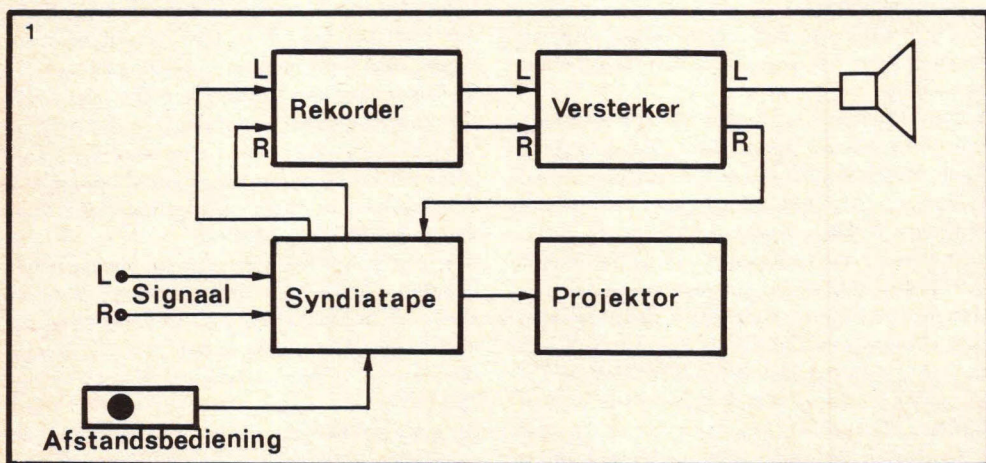 1
L
L
L
Rekorder
Versterker
R
R
R
L
Signaal
R
Syndiatape
Projektor
Afstandsbediening